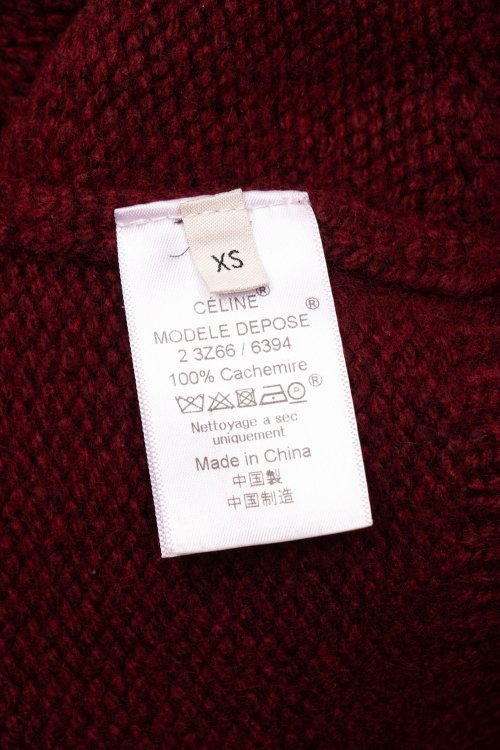 XS
CÉLINE®
MODELE DEPOSE ®
2 3Z66 / 6394
100% Cachemire
®
Nettoyage a sec
uniquement
Made in China
中国製
中国制造